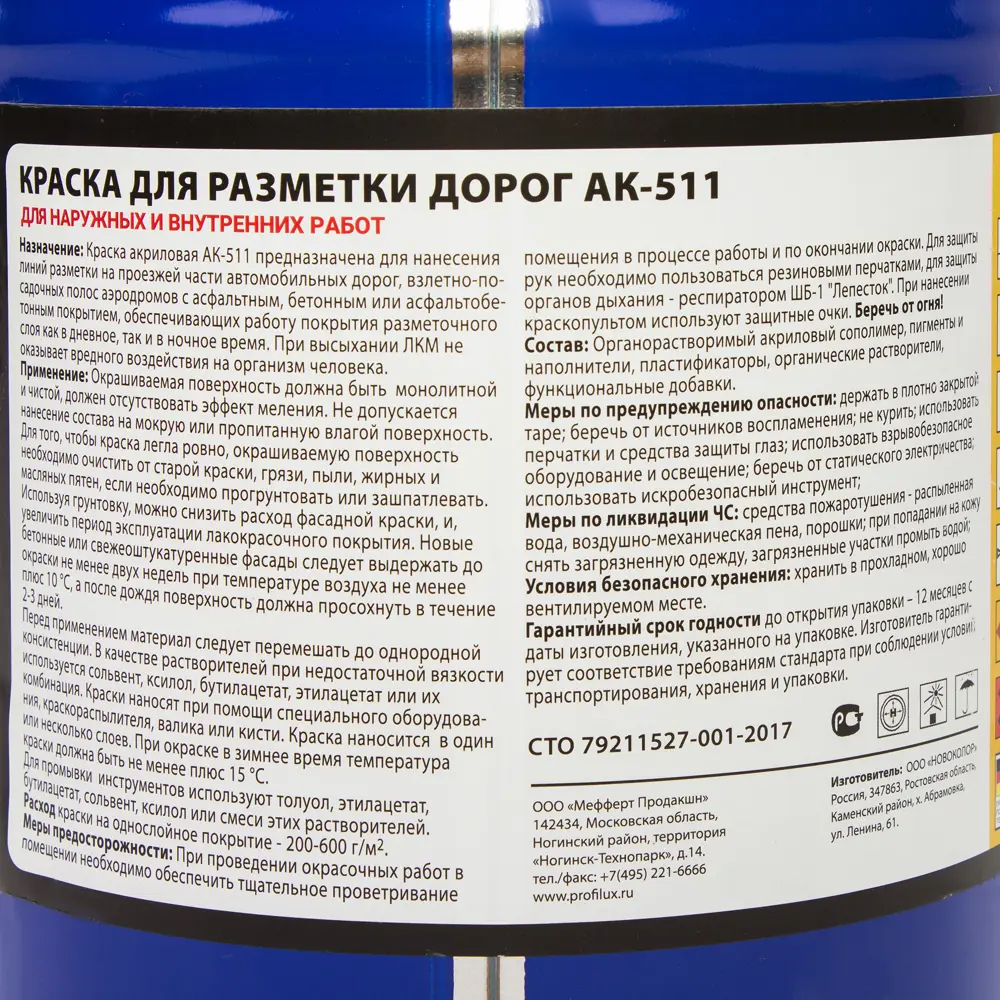 КРАСКА ДЛЯ РАЗМЕТКИ ДОРОГ АК-511
ДЛЯ НАРУЖНЫХ И ВНУТРЕННИХ РАБОТ
Назначение: Краска акриловая АК-511 предназначена для нанесения
линий разметки на проезжей части автомобильных дорог, взлетно-по-
садочных полос аэродромов с асфальтным, бетонным или асфальтобе-
тонным покрытием, обеспечивающих работу покрытия разметочного
слоя как в дневное, так и в ночное время. При высыхании ЛКМ не
оказывает вредного воздействия на организм человека.
Применение: Окрашиваемая поверхность должна быть монолитной
и чистой, должен отсутствовать эффект меления. Не допускается
нанесение состава на мокрую или пропитанную влагой поверхность.
Для того, чтобы краска легла ровно, окрашиваемую поверхность
необходимо очистить от старой краски, грязи, пыли, жирных и
масляных пятен, если необходимо прогрунтовать или зашпатлевать.
Используя грунтовку, можно снизить расход фасадной краски, и,
увеличить период эксплуатации лакокрасочного покрытия. Новые
бетонные или свежеоштукатуренные фасады следует выдержать до
окраски не менее двух недель при температуре воздуха не менее
плюс 10 °С, а после дождя поверхность должна просохнуть в течение
2-3 дней.
Перед применением материал следует перемешать до однородной
консистенции. В качестве растворителей при недостаточной вязкости
используется сольвент, ксилол, бутилацетат, этилацетат или их
комбинация. Краски наносят при помощи специального оборудова-
ния, краскораспылителя, валика или кисти. Краска наносится в один
или несколько слоев. При окраске в зимнее время температура
краски должна быть не менее плюс 15 °С.
Для промывки инструментов используют толуол, этилацетат,
бутилацетат, сольвент, ксилол или смеси этих растворителей.
Расход краски на однослойное покрытие - 200-600 г/м².
Меры предосторожности: При проведении окрасочных работ в
помещении необходимо обеспечить тщательное проветривание
помещения в процессе работы и по окончании окраски. Для защиты
рук необходимо пользоваться резиновыми перчатками, для защиты
органов дыхания - респиратором ШБ-1 "Лепесток". При нанесении
краскопультом используют защитные очки. Беречь от огня!
Состав: Органорастворимый акриловый сополимер, пигменты и
наполнители, пластификаторы, органические растворители,
функциональные добавки.
Меры по предупреждению опасности: держать в плотно закрытой
таре; беречь от источников воспламенения; не курить; использовать
перчатки и средства защиты глаз; использовать взрывобезопасное
оборудование и освещение; беречь от статического электричества;
использовать искробезопасный инструмент;
Меры по ликвидации ЧС: средства пожаротушения - распыленная
вода, воздушно-механическая пена, порошки; при попадании на кожу
снять загрязненную одежду, загрязненные участки промыть водой;
Условия безопасного хранения: хранить в прохладном, хорошо
вентилируемом месте.
Гарантийный срок годности до открытия упаковки – 12 месяцев с
даты изготовления, указанного на упаковке. Изготовитель гаранти-
рует соответствие требованиям стандарта при соблюдении условий
транспортирования, хранения и упаковки.
СТО 79211527-001-2017
РСТ
Н
ООО «Мефферт Продакшн»
142434, Московская область,
Ногинский район, территория
«Ногинск-Технопарк», д.14.
тел./факс: +7(495) 221-6666
www.profilux.ru
Изготовитель: ООО «НОВОКОЛОР»
Россия, 347863, Ростовская область,
Каменский район, х. Абрамовка,
ул. Ленина, 61.